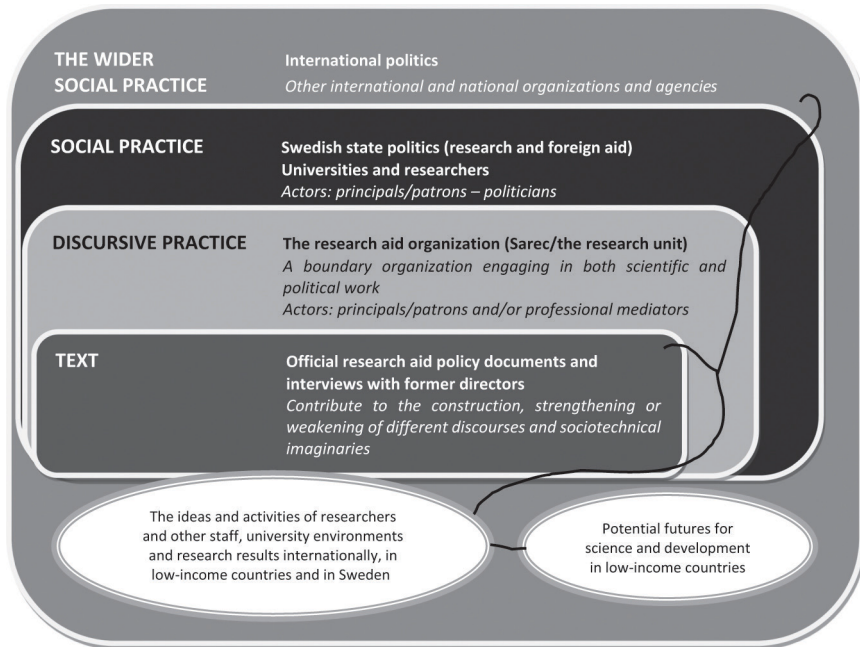 THE WIDER
SOCIAL PRACTICE
International politics
Other international and national organizations and agencies
SOCIAL PRACTICE
Swedish state politics (research and foreign aid)
Universities and researchers
Actors: principals/patrons – politicians
DISCURSIVE PRACTICE
The research aid organization (Sarec/the research unit)
A boundary organization engaging in both scientific and
political work
Actors: principals/patrons and/or professional mediators
TEXT
Official research aid policy documents and
interviews with former directors
Contribute to the construction, strengthening or
weakening of different discourses and sociotechnical
imaginaries
The ideas and activities of researchers
and other staff, university environments
and research results internationally, in
low-income countries and in Sweden
Potential futures for
science and development
in low-income countries